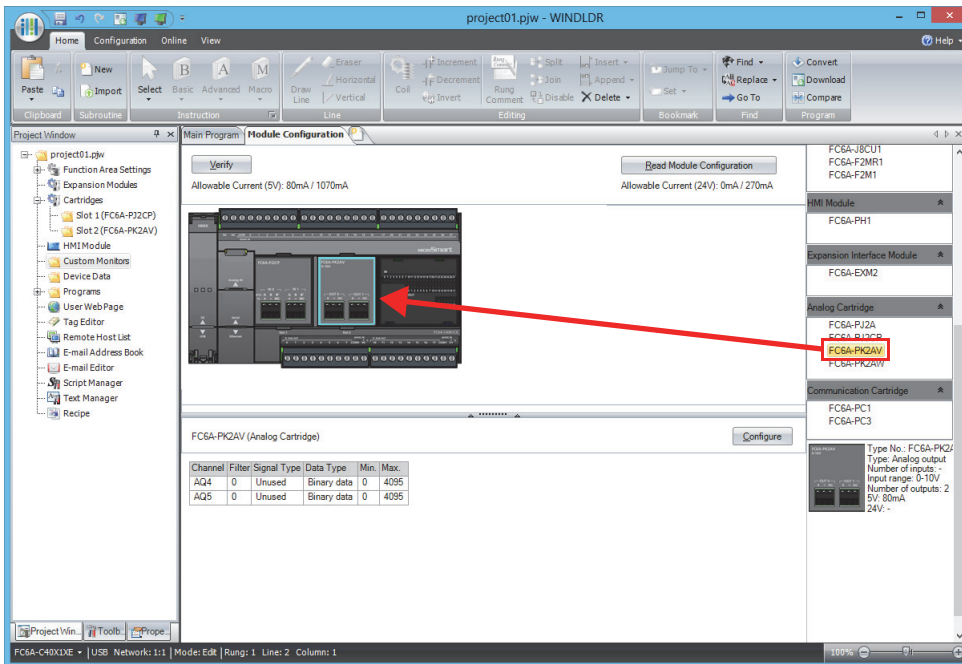 project01.pjw - WINDLDR
Home Configuration Online View Help
Paste New Import Select Basic Advanced Macro Draw Line Eraser Horizontal Vertical Coil Increment Decrement Invert Rung Comment Split Join Disable Insert Append Delete Jump To Set Find Replace Go To Convert Download Compare
Clipboard Subroutine Instruction Line Editing Bookmark Find Program
Project Window
project01.pjw
Function Area Settings
Expansion Modules
Cartridges
Slot 1 (FC6A-PJ2CP)
Slot 2 (FC6A-PK2AV)
HMI Module
Custom Monitors
Device Data
Programs
User Web Page
Tag Editor
Remote Host List
E-mail Address Book
E-mail Editor
Script Manager
Text Manager
Recipe
Project Win... Toolb... Prope...
Main Program Module Configuration
Verify
Read Module Configuration
Allowable Current (5V): 80mA / 1070mA
Allowable Current (24V): 0mA / 270mA
FC6A-PK2AV (Analog Cartridge)
Configure
Channel Filter Signal Type Data Type Min. Max.
AQ4 0 Unused Binary data 0 4095
AQ5 0 Unused Binary data 0 4095
FC6A-J8CU1
FC6A-F2MR1
FC6A-F2M1
HMI Module
FC6A-PH1
Expansion Interface Module
FC6A-EXM2
Analog Cartridge
FC6A-PJ2A
FC6A-PJ2CP
FC6A-PK2AV
FC6A-PK2AW
Communication Cartridge
FC6A-PC1
FC6A-PC3
Type No.: FC6A-PK2A
Type: Analog output
Number of inputs: -
Input range: 0-10V
Number of outputs: 2
5V: 80mA
24V: -
FC6A-C40X1XE USB Network: 1:1 Mode: Edit Rung: 1 Line: 2 Column: 1
100%